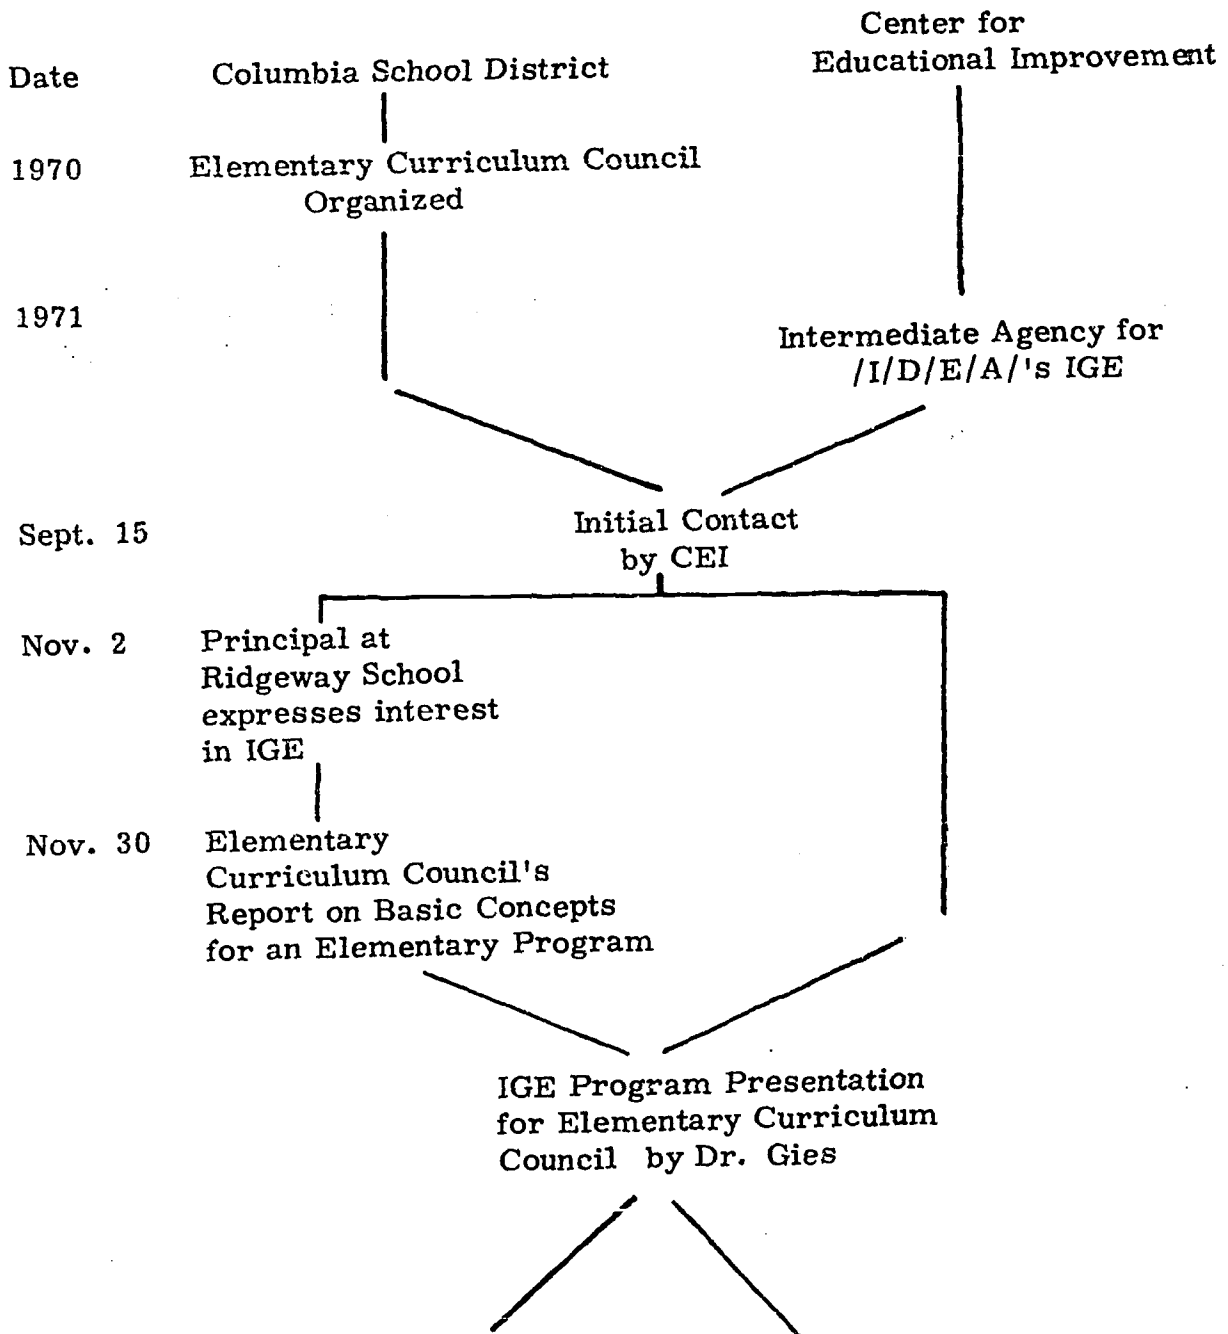 Center for
Educational Improvement
Date
Columbia School District
1970
Elementary Curriculum Council
Organized
1971
Intermediate Agency for
/I/D/E/A/'s IGE
Sept. 15
Initial Contact
by CEI
Nov. 2
Principal at
Ridgeway School
expresses interest
in IGE
Nov. 30
Elementary
Curriculum Council's
Report on Basic Concepts
for an Elementary Program
IGE Program Presentation
for Elementary Curriculum
Council by Dr. Gies